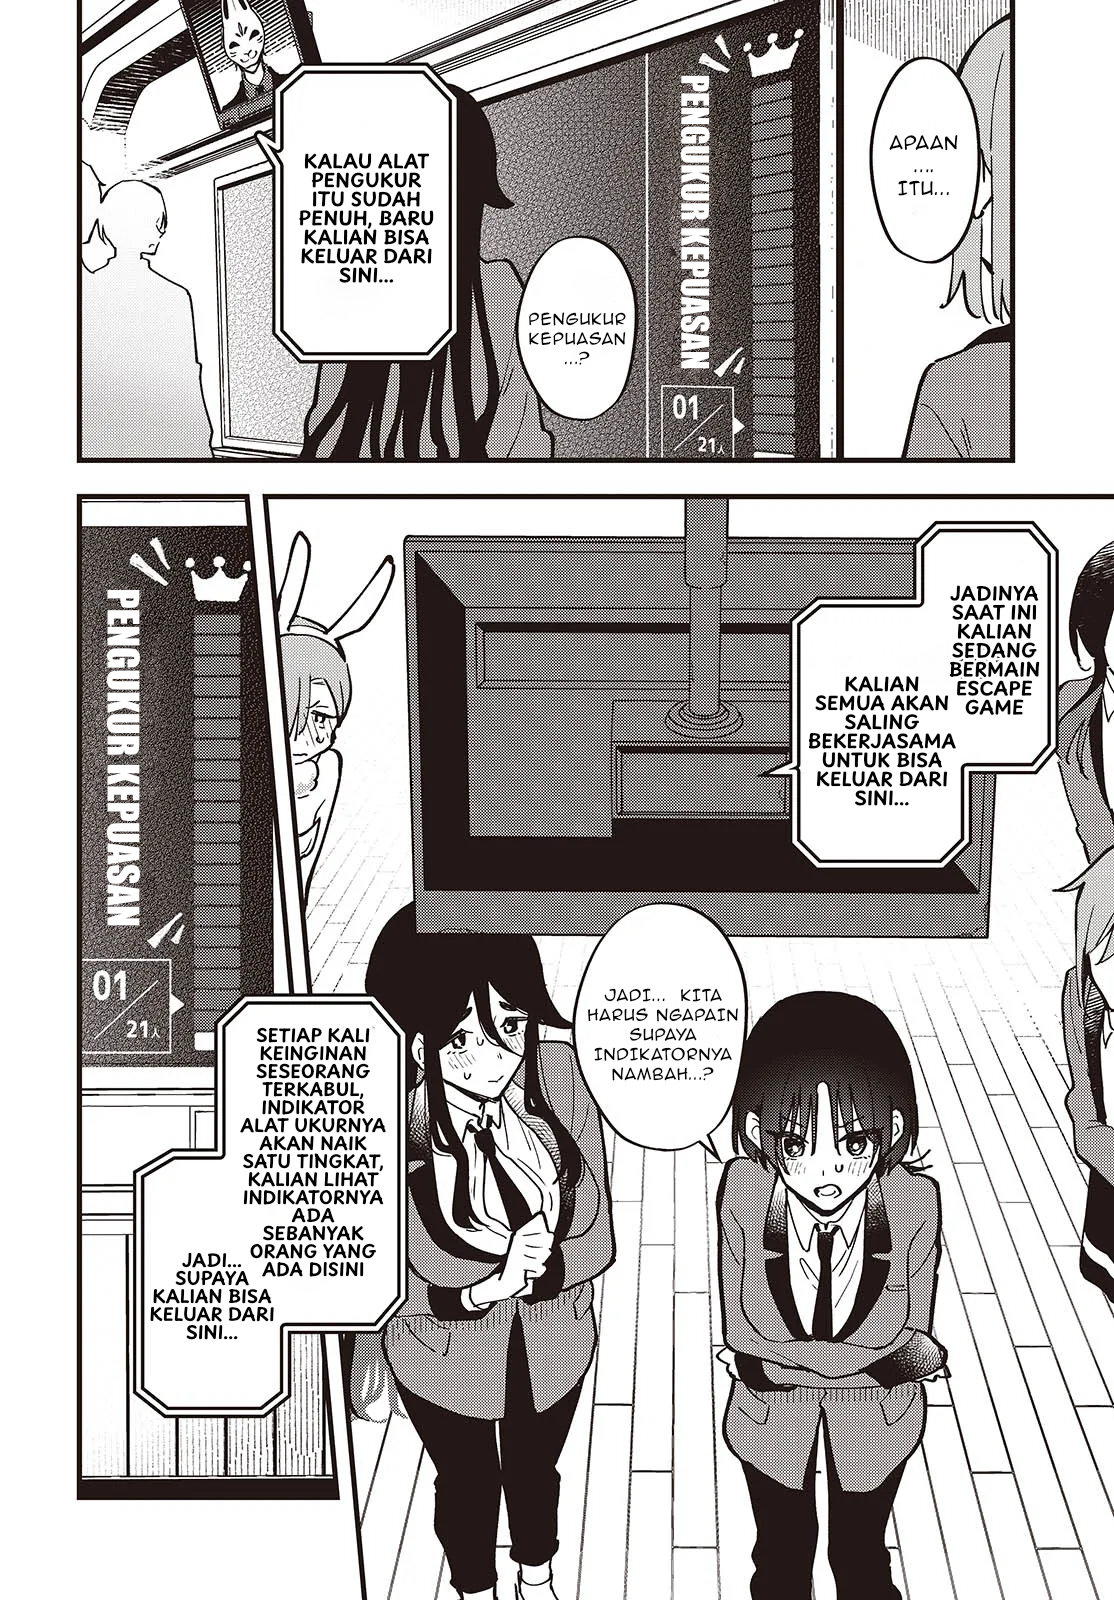 APAAN
....
ITU...
PENGUKUR KEPUASAN
01
21人
PENGUKUR
KEPUASAN
...?
KALAU ALAT
PENGUKUR
ITU SUDAH
PENUH, BARU
KALIAN BISA
KELUAR DARI
SINI...
JADINYA
SAAT INI
KALIAN
SEDANG
BERMAIN
ESCAPE
GAME
KALIAN
SEMUA AKAN
SALING
BEKERJASAMA
UNTUK BISA
KELUAR DARI
SINI...
PENGUKUR KEPUASAN
01
21人
JADI... KITA
HARUS NGAPAIN
SUPAYA
INDIKATORNYA
NAMBAH...?
SETIAP KALI
KEINGINAN
SESEORANG
TERKABUL,
INDIKATOR
ALAT UKURNYA
AKAN NAIK
SATU TINGKAT,
KALIAN LIHAT
INDIKATORNYA
ADA
SEBANYAK
ORANG YANG
ADA DISINI
JADI...
SUPAYA
KALIAN BISA
KELUAR DARI
SINI...